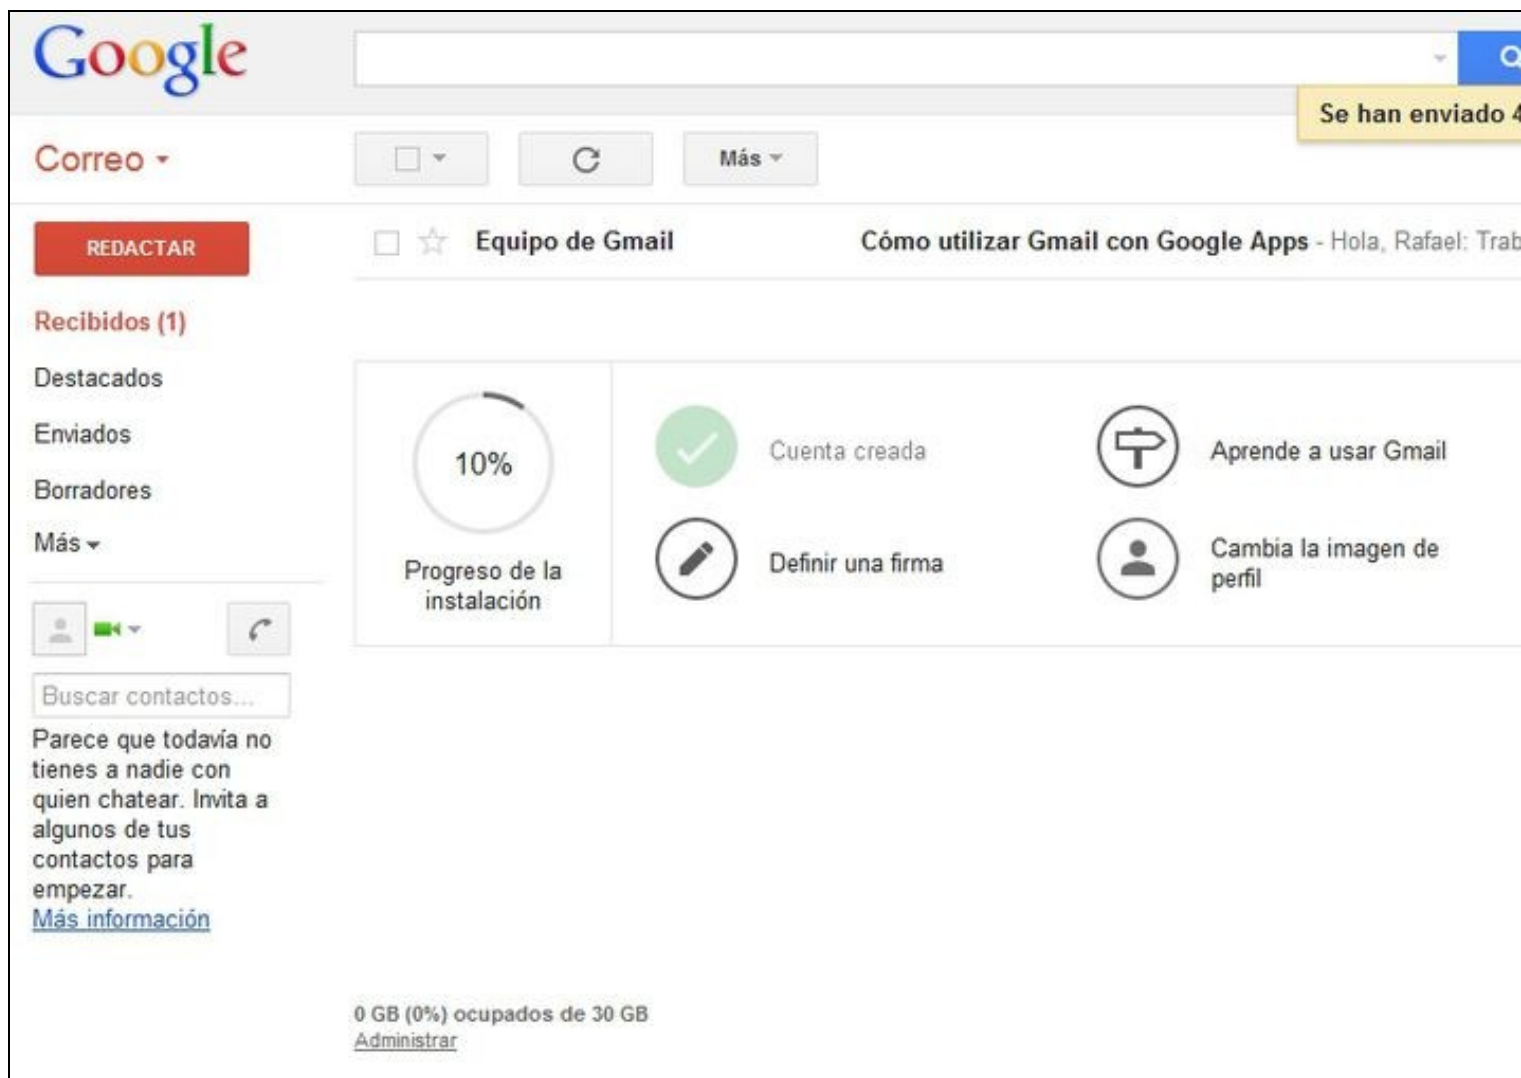 Google
Se han enviado 4
Correo
Más
REDACTAR
Equipo de Gmail Cómo utilizar Gmail con Google Apps - Hola, Rafael: Trab
Recibidos (1)
Destacados
Enviados
Borradores
Más
10%
Progreso de la
instalación
Cuenta creada
Aprende a usar Gmail
Definir una firma
Cambia la imagen de
perfil
Buscar contactos...
Parece que todavía no
tienes a nadie con
quien chatear. Invita a
algunos de tus
contactos para
empezar.
Más información
0 GB (0%) ocupados de 30 GB
Administrar